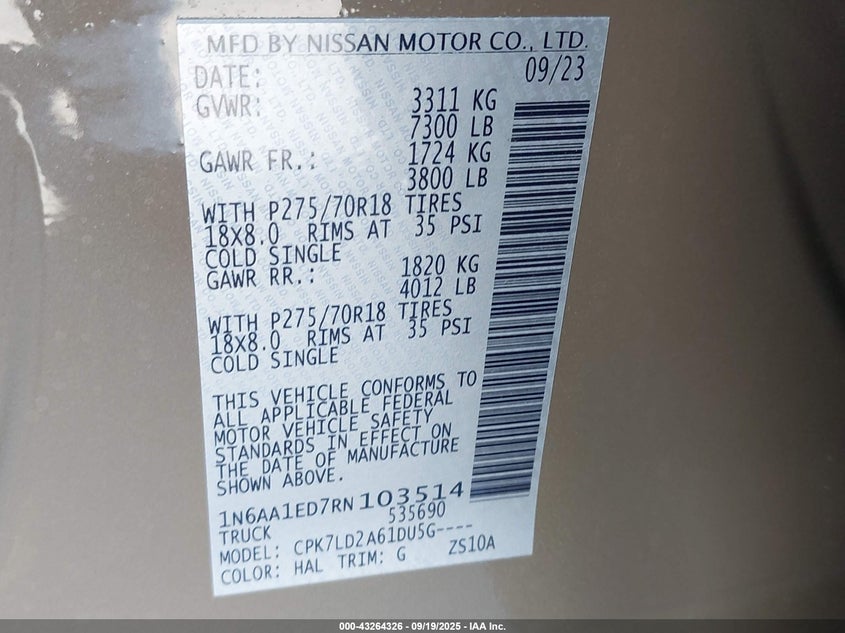 MFD BY NISSAN MOTOR CO., LTD.
DATE: 09/23
GVWR: 3311 KG
7300 LB
GAWR FR.: 1724 KG
3800 LB
WITH P275/70R18 TIRES
18X8.0 RIMS AT 35 PSI
COLD SINGLE
GAWR RR.: 1820 KG
4012 LB
WITH P275/70R18 TIRES
18X8.0 RIMS AT 35 PSI
COLD SINGLE
THIS VEHICLE CONFORMS TO
ALL APPLICABLE FEDERAL
MOTOR VEHICLE SAFETY
STANDARDS IN EFFECT ON
THE DATE OF MANUFACTURE
SHOWN ABOVE.
1N6AA1ED7RN103514
TRUCK 535690
MODEL: CPK7LD2A61DU5G----
COLOR: HAL TRIM: G ZS10A
000-43264326 - 09/19/2025 - IAA Inc.